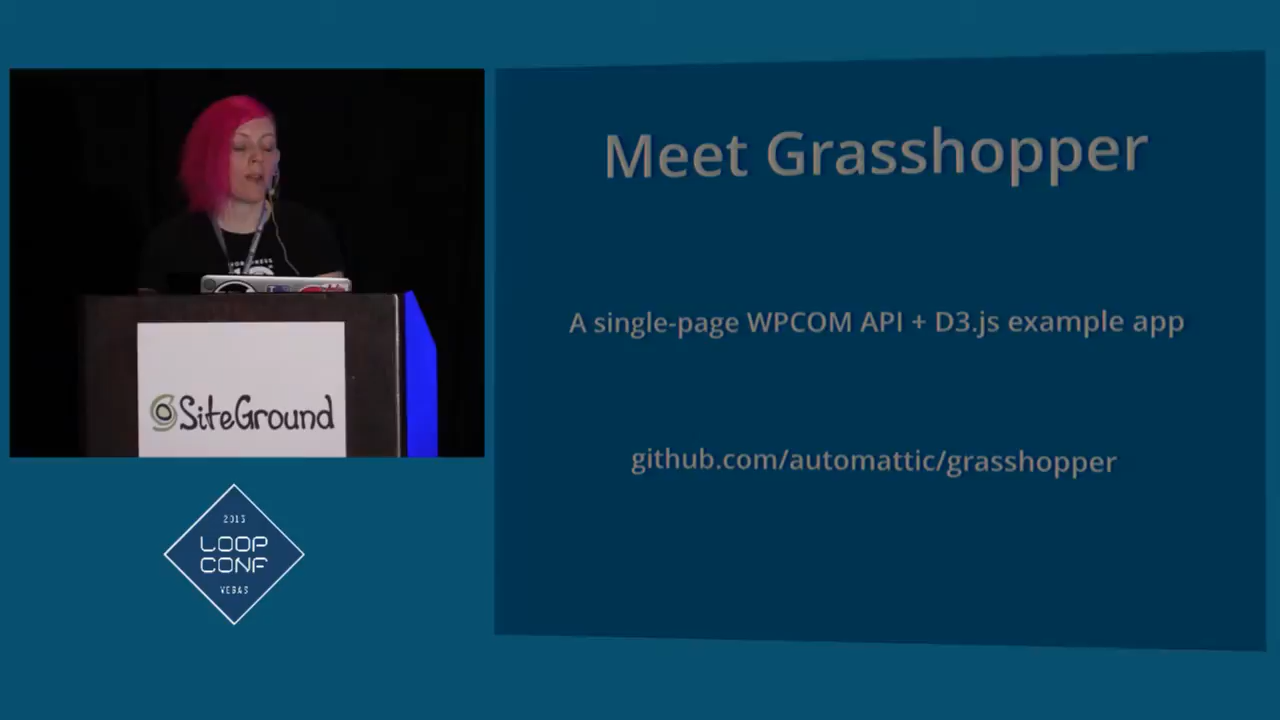 Meet Grasshopper
A single-page WPCOM API + D3.js example app
github.com/automattic/grasshopper
SiteGround
2015
LOOP
CONF
VEGAS